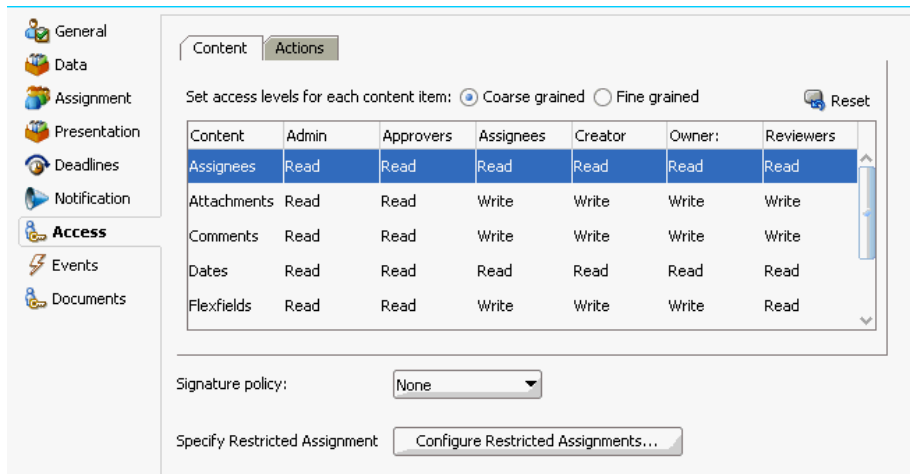 General
Data
Assignment
Presentation
Deadlines
Notification
Access
Events
Documents
Content Actions
Set access levels for each content item: Coarse grained Fine grained Reset
Content Admin Approvers Assignees Creator Owner: Reviewers
Assignees Read Read Read Read Read Read
Attachments Read Read Write Write Write Write
Comments Read Read Write Write Write Write
Dates Read Read Read Read Read Read
Flexfields Read Read Write Write Write Read
Signature policy: None
Specify Restricted Assignment Configure Restricted Assignments...